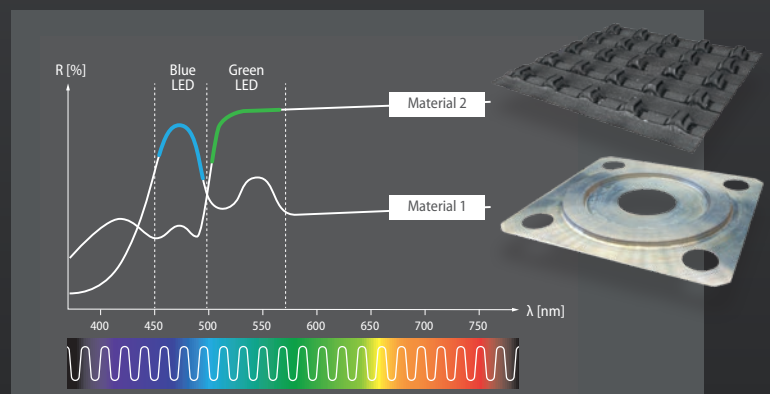 R [%]
Blue
LED
Green
LED
Material 2
Material 1
λ [nm]
400
450
500
550
600
650
700
750